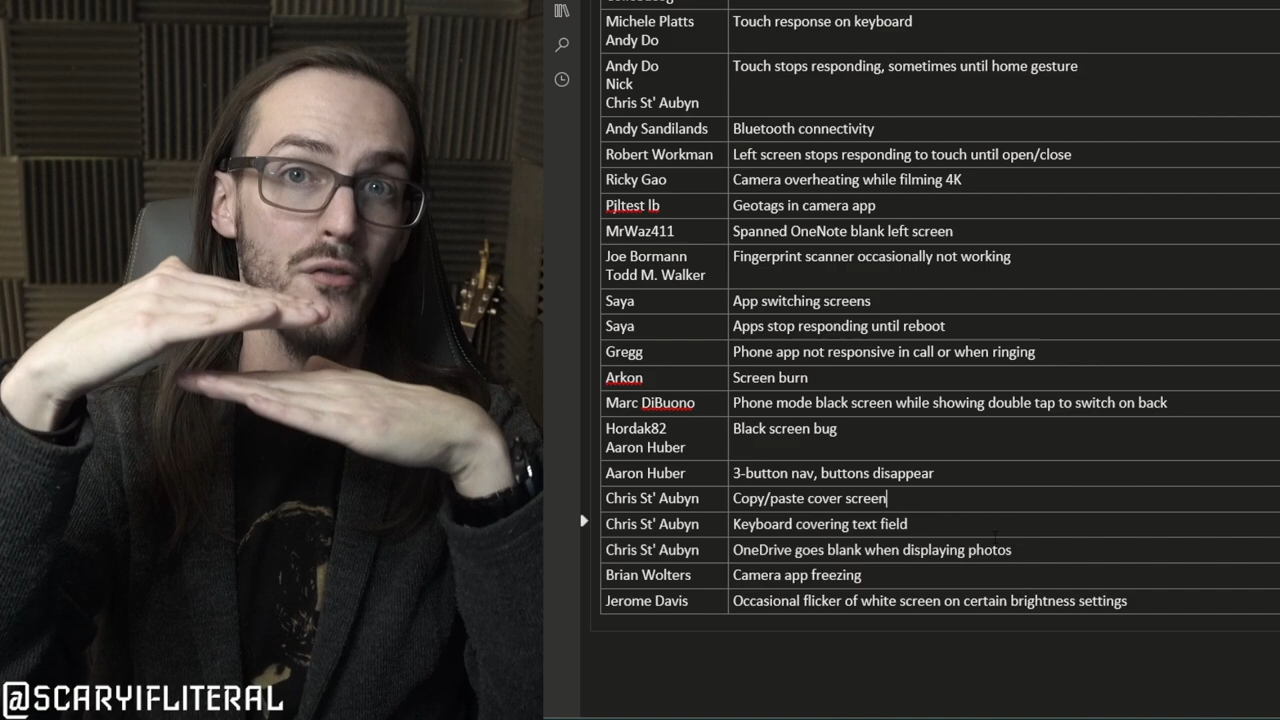 Michele Platts
Andy Do
Touch response on keyboard
Andy Do
Nick
Chris St' Aubyn
Touch stops responding, sometimes until home gesture
Andy Sandilands
Bluetooth connectivity
Robert Workman
Left screen stops responding to touch until open/close
Ricky Gao
Camera overheating while filming 4K
Pjltest lb
Geotags in camera app
MrWaz411
Spanned OneNote blank left screen
Joe Bormann
Todd M. Walker
Fingerprint scanner occasionally not working
Saya
App switching screens
Saya
Apps stop responding until reboot
Gregg
Phone app not responsive in call or when ringing
Arkon
Screen burn
Marc DiBuono
Phone mode black screen while showing double tap to switch on back
Hordak82
Aaron Huber
Black screen bug
Aaron Huber
3-button nav, buttons disappear
Chris St' Aubyn
Copy/paste cover screen
Chris St' Aubyn
Keyboard covering text field
Chris St' Aubyn
OneDrive goes blank when displaying photos
Brian Wolters
Camera app freezing
Jerome Davis
Occasional flicker of white screen on certain brightness settings
@SCARYIFLITERAL